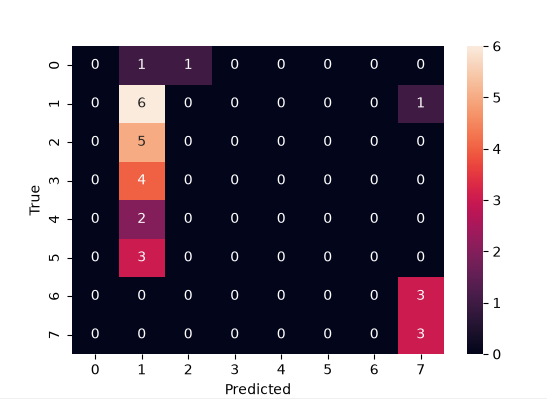 0 0 1 1 0 0 0 0 0
1 0 6 0 0 0 0 0 1
2 0 5 0 0 0 0 0 0
3 0 4 0 0 0 0 0 0
4 0 2 0 0 0 0 0 0
5 0 3 0 0 0 0 0 0
6 0 0 0 0 0 0 0 3
7 0 0 0 0 0 0 0 3
0 1 2 3 4 5 6 7
Predicted
True
6
5
4
3
2
1
0